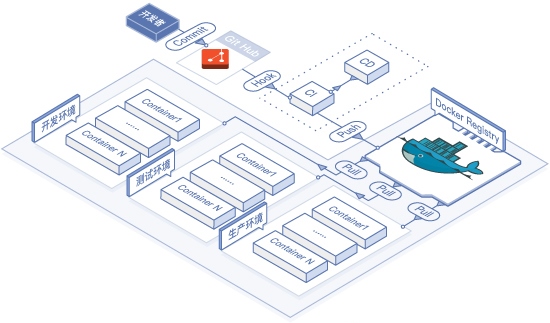 开发者
Commit
Git Hub
Hook
CI
CD
Push
Docker Registry
开发环境
Container1
......
Container N
测试环境
Container1
......
Container N
生产环境
Container1
......
Container N
Pull
Pull
Pull